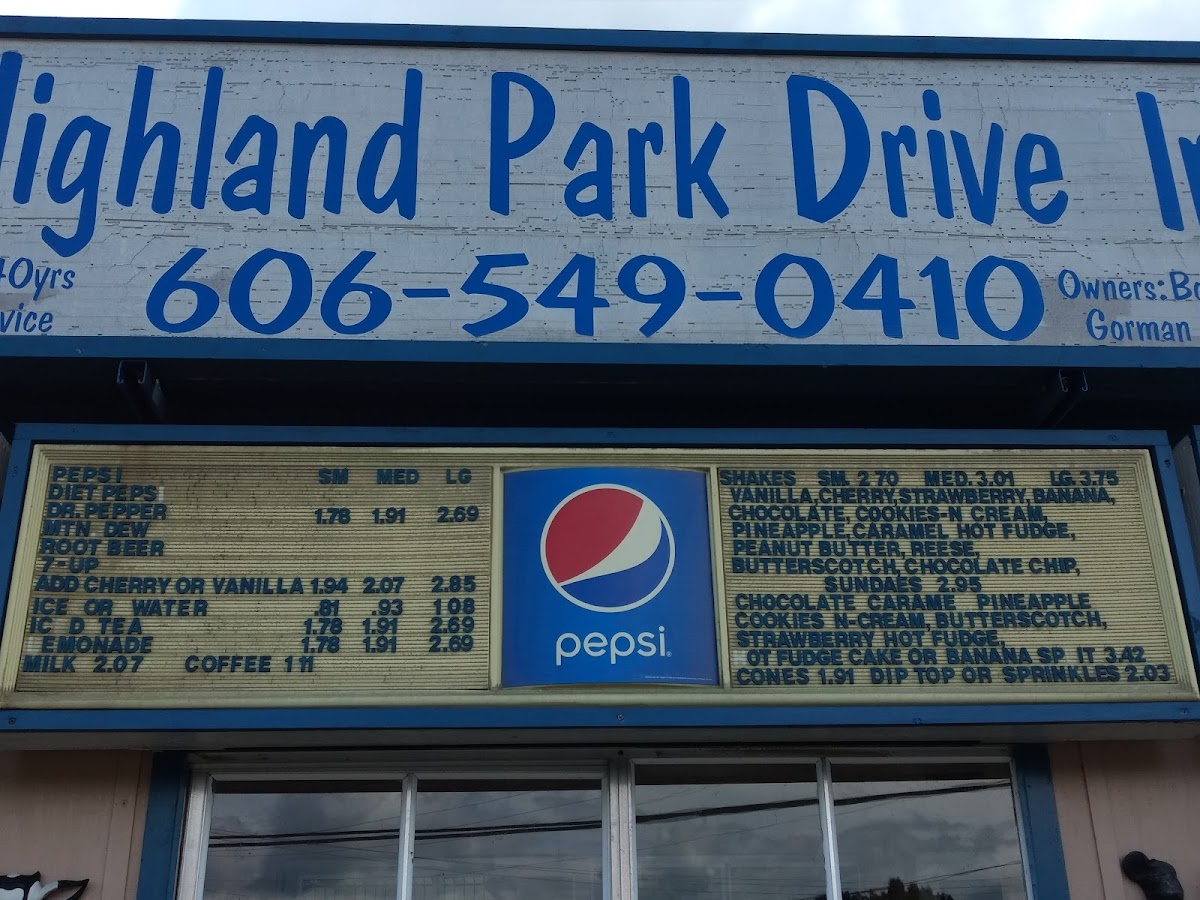 Highland Park Drive In
40yrs
vice
606-549-0410
Owners: Bo
Gorman
PEPSI SM MED LG
DIET PEPSI
DR. PEPPER 1.78 1.91 2.69
MTN. DEW
ROOT BEER
7-UP
ADD CHERRY OR VANILLA 1.94 2.07 2.85
ICE OR WATER .81 .93 1 08
IC D TEA 1.78 1.91 2.69
EMONADE 1.78 1.91 2.69
MILK 2.07 COFFEE 1 11
pepsi
SHAKES SM. 2.70 MED. 3.01 LG. 3.75
VANILLA, CHERRY, STRAWBERRY, BANANA,
CHOCOLATE, COOKIES-N CREAM,
PINEAPPLE, CARAMEL HOT FUDGE,
PEANUT BUTTER, REESE,
BUTTERSCOTCH, CHOCOLATE CHIP,
SUNDAES 2.95
CHOCOLATE CARAME PINEAPPLE
COOKIES N-CREAM, BUTTERSCOTCH,
STRAWBERRY HOT FUDGE,
OT FUDGE CAKE OR BANANA SP IT 3.42
CONES 1.91 DIP TOP OR SPRINKLES 2.03